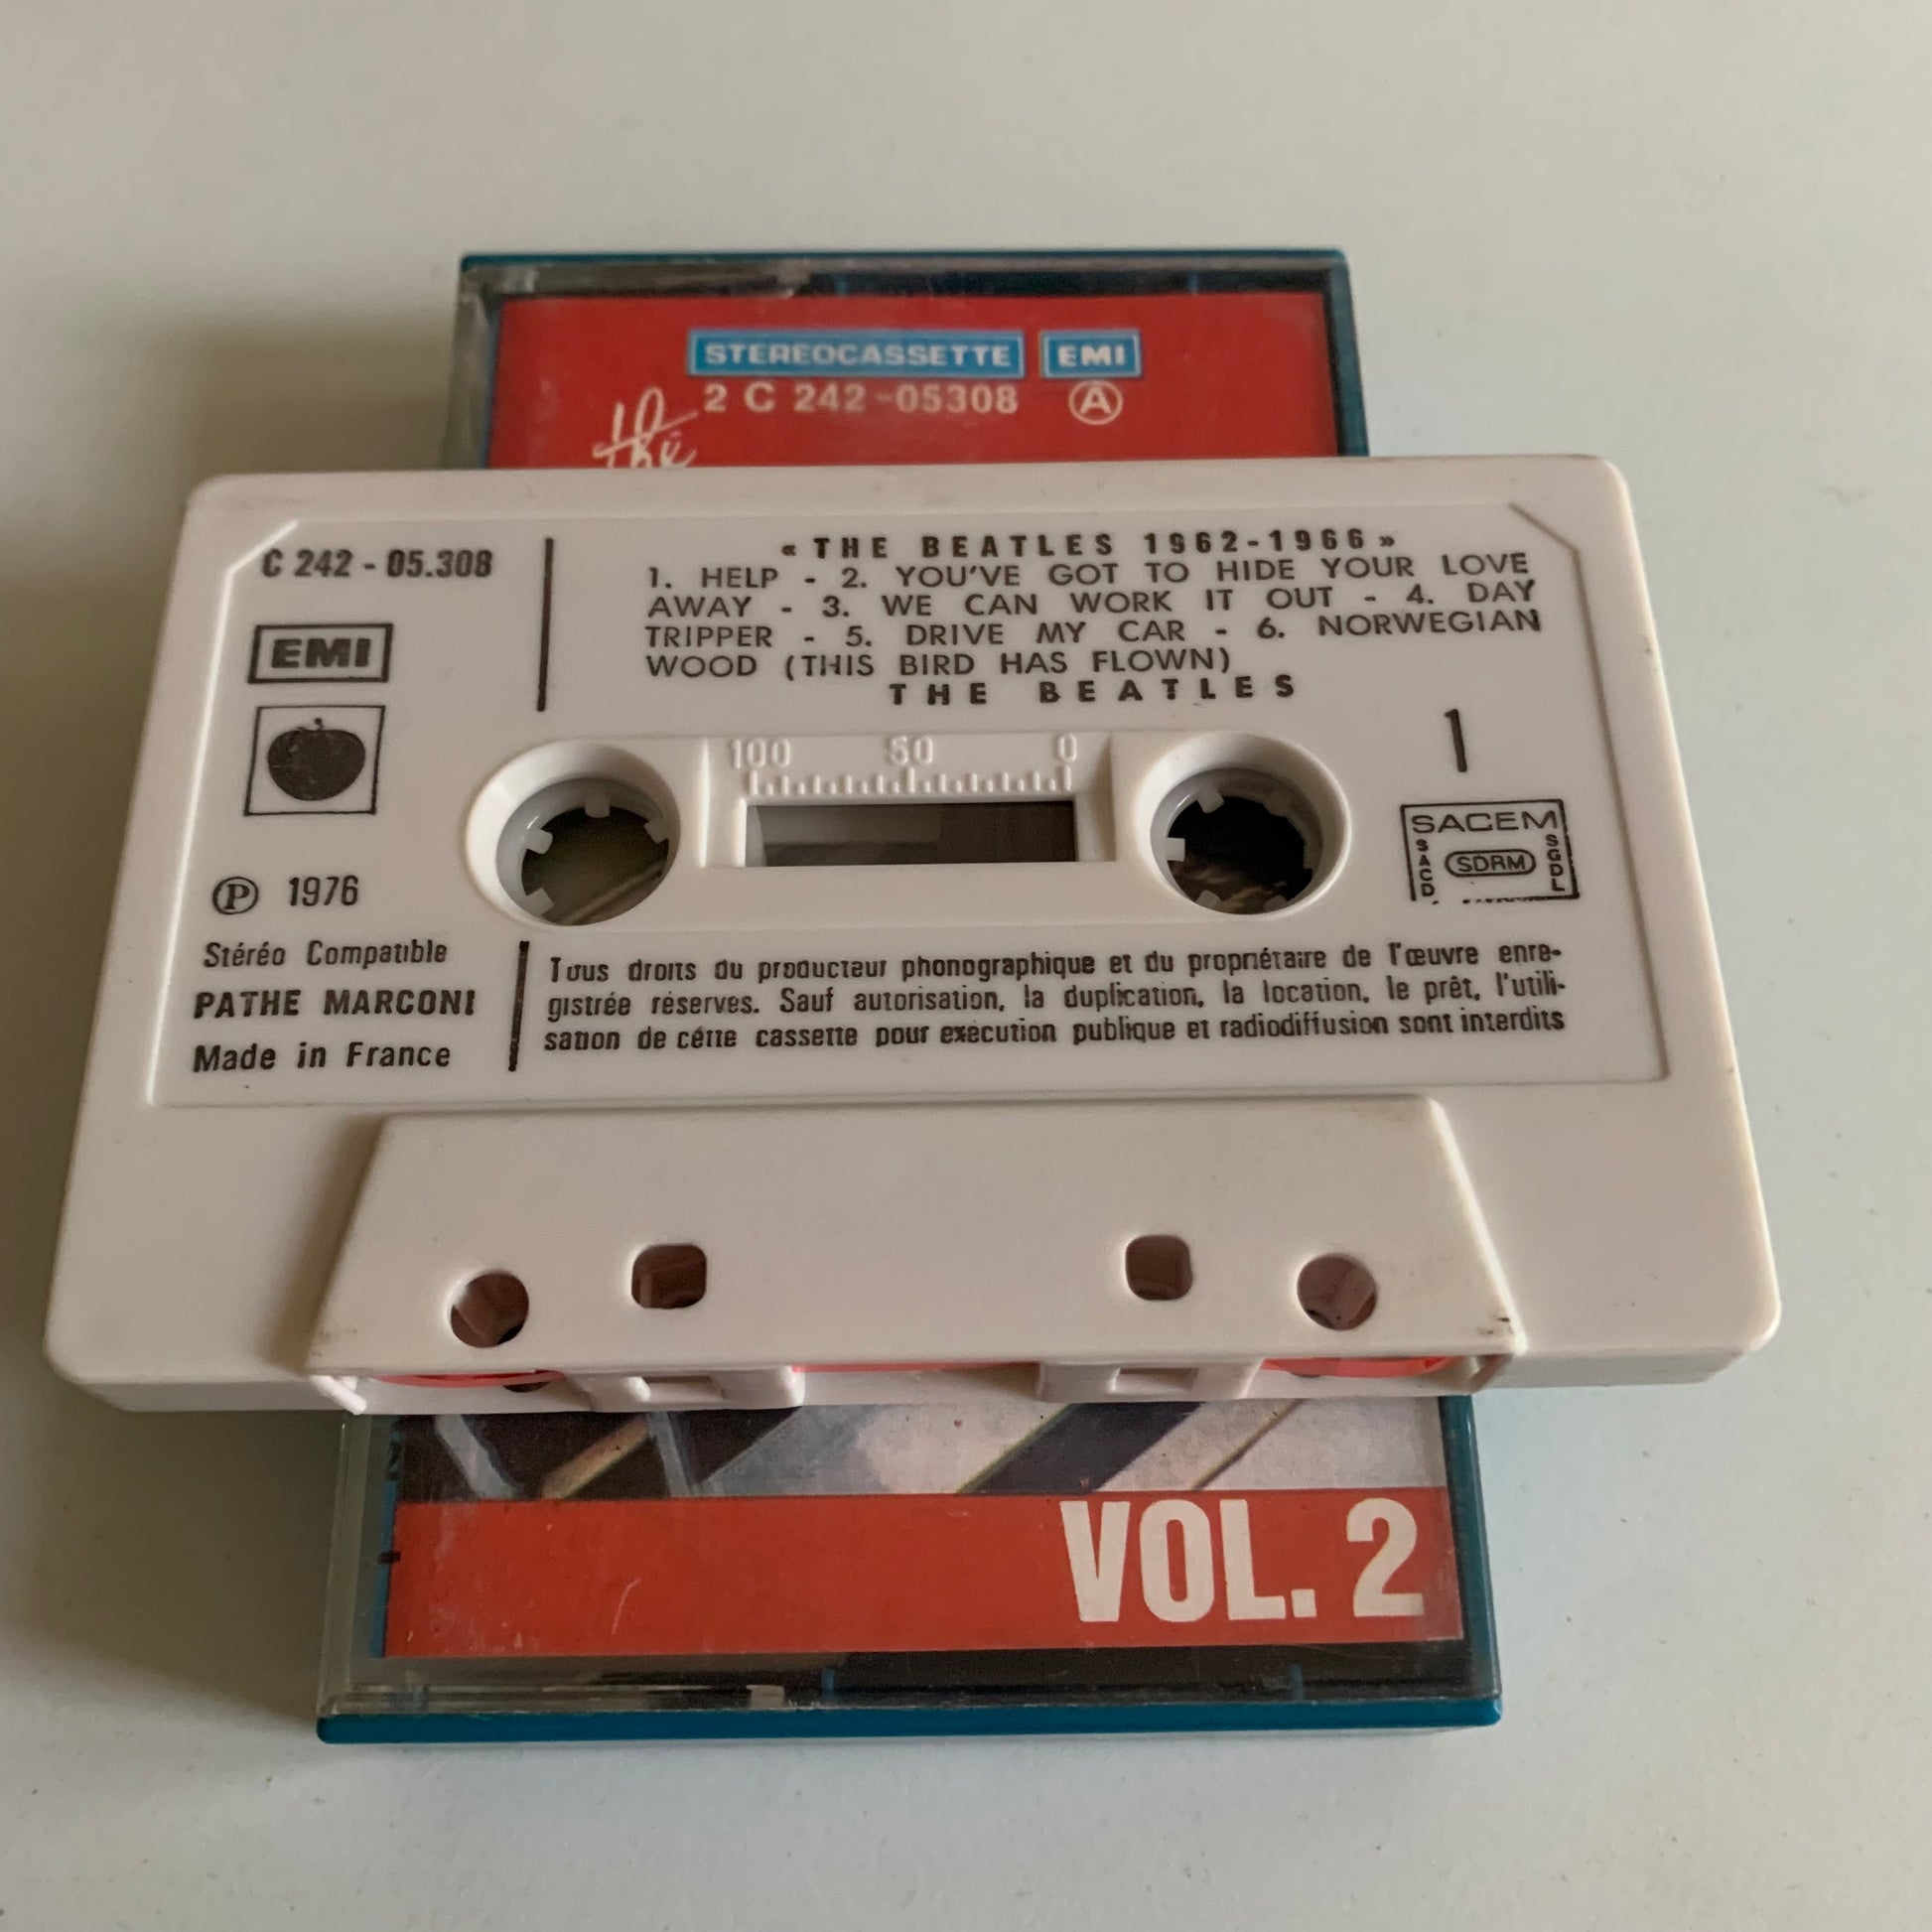 STEREOCASSETTE EMI
2 C 242-05308 A
the
C 242 - 05.308
EMI
Ⓟ 1976
Stéréo Compatible
PATHE MARCONI
Made in France
« THE BEATLES 1962-1966 »
1. HELP - 2. YOU'VE GOT TO HIDE YOUR LOVE
AWAY - 3. WE CAN WORK IT OUT - 4. DAY
TRIPPER - 5. DRIVE MY CAR - 6. NORWEGIAN
WOOD (THIS BIRD HAS FLOWN)
THE BEATLES
100 50 0
1
SACEM
SACD
SDRM
SGDL
Tous droits du producteur phonographique et du propriétaire de l'œuvre enre-
gistrée réservés. Sauf autorisation, la duplication, la location, le prêt, l'utili-
sation de cette cassette pour exécution publique et radiodiffusion sont interdits
VOL. 2